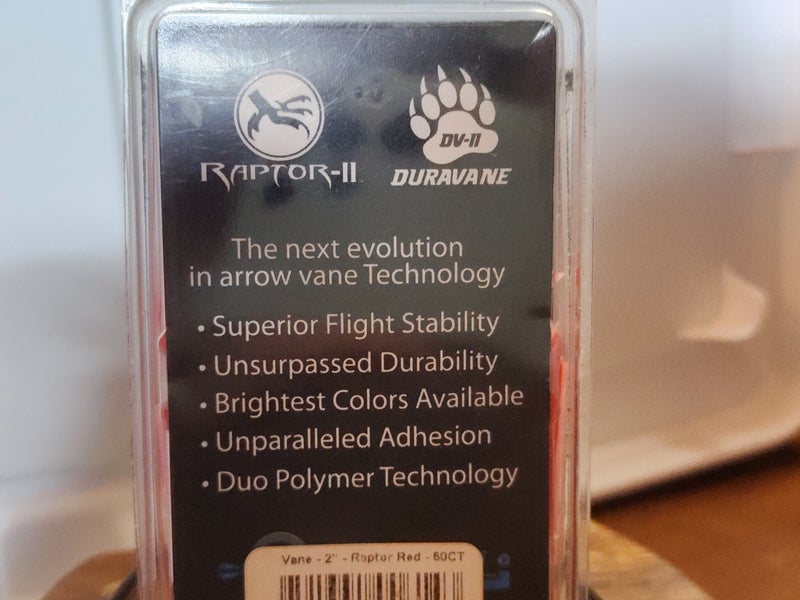 RAPTOR-II
DV-II
DURAVANE
The next evolution
in arrow vane Technology
• Superior Flight Stability
• Unsurpassed Durability
• Brightest Colors Available
• Unparalleled Adhesion
• Duo Polymer Technology
Vane - 2" - Raptor Red - 50CT